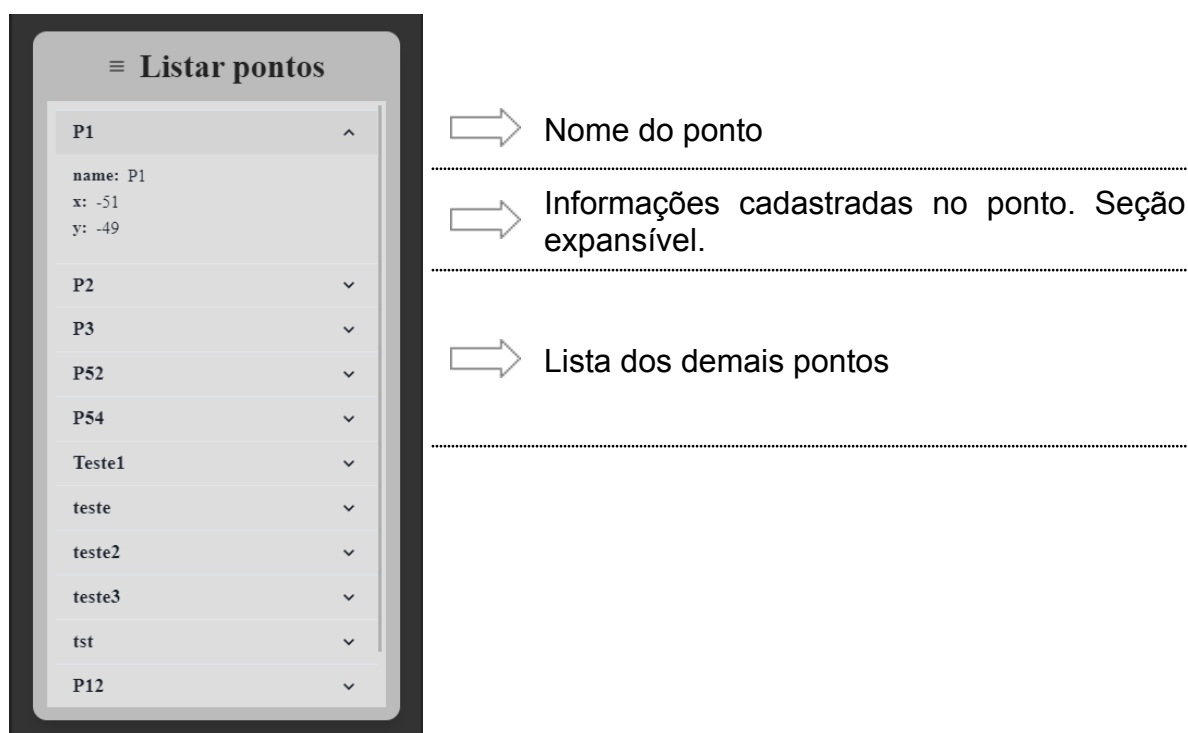 ≡ Listar pontos
P1
name: P1
x: -51
y: -49
P2
P3
P52
P54
Teste1
teste
teste2
teste3
tst
P12
Nome do ponto
Informações cadastradas no ponto. Seção
expansível.
Lista dos demais pontos